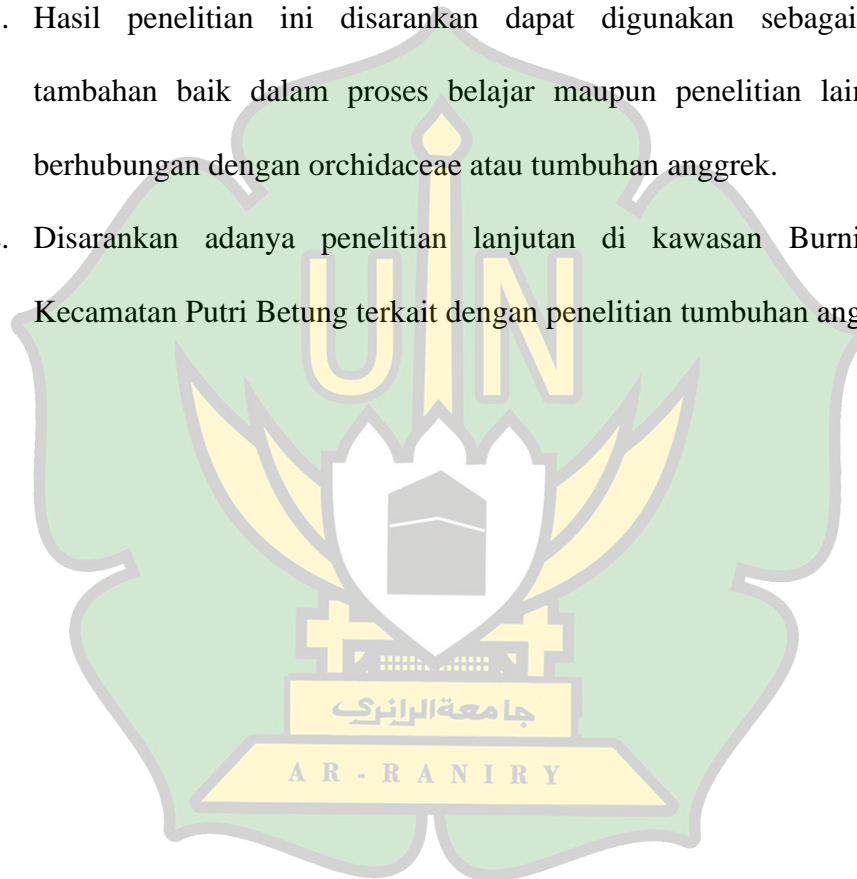 . Hasil penelitian ini disarankan dapat digunakan sebagai
tambahan baik dalam proses belajar maupun penelitian lain
berhubungan dengan orchidaceae atau tumbuhan anggrek.
. Disarankan adanya penelitian lanjutan di kawasan Burni
Kecamatan Putri Betung terkait dengan penelitian tumbuhan ang
UIN
جامعةالرانري
AR-RANIRY